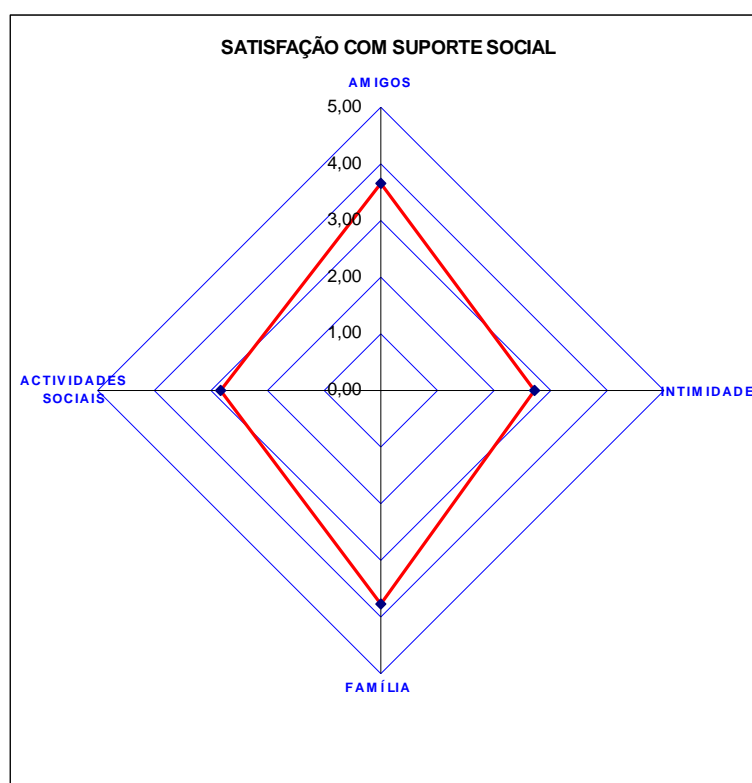 SATISFAÇÃO COM SUPORTE SOCIAL
AMIGOS
5,00
4,00
3,00
2,00
1,00
0,00
ACTIVIDADES
SOCIAIS
INTIMIDADE
FAMÍLIA